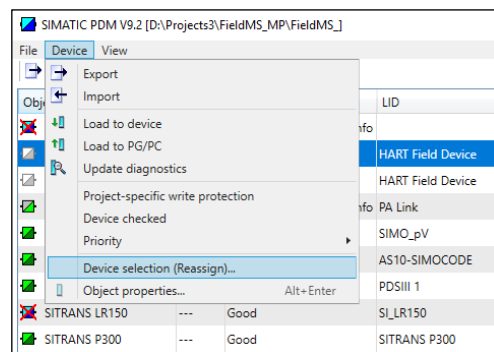 SIMATIC PDM V9.2 [D:\Projects3\FieldMS_MP\FieldMS_]
File Device View
Export
Import
Load to device
Load to PG/PC
Update diagnostics
Project-specific write protection
Device checked
Priority
Device selection (Reassign)...
Object properties... Alt+Enter
LID
HART Field Device
HART Field Device
PA Link
SIMO_pV
AS10-SIMOCODE
PDSIII 1
SITRANS LR150 --- Good SI_LR150
SITRANS P300 --- Good SITRANS P300